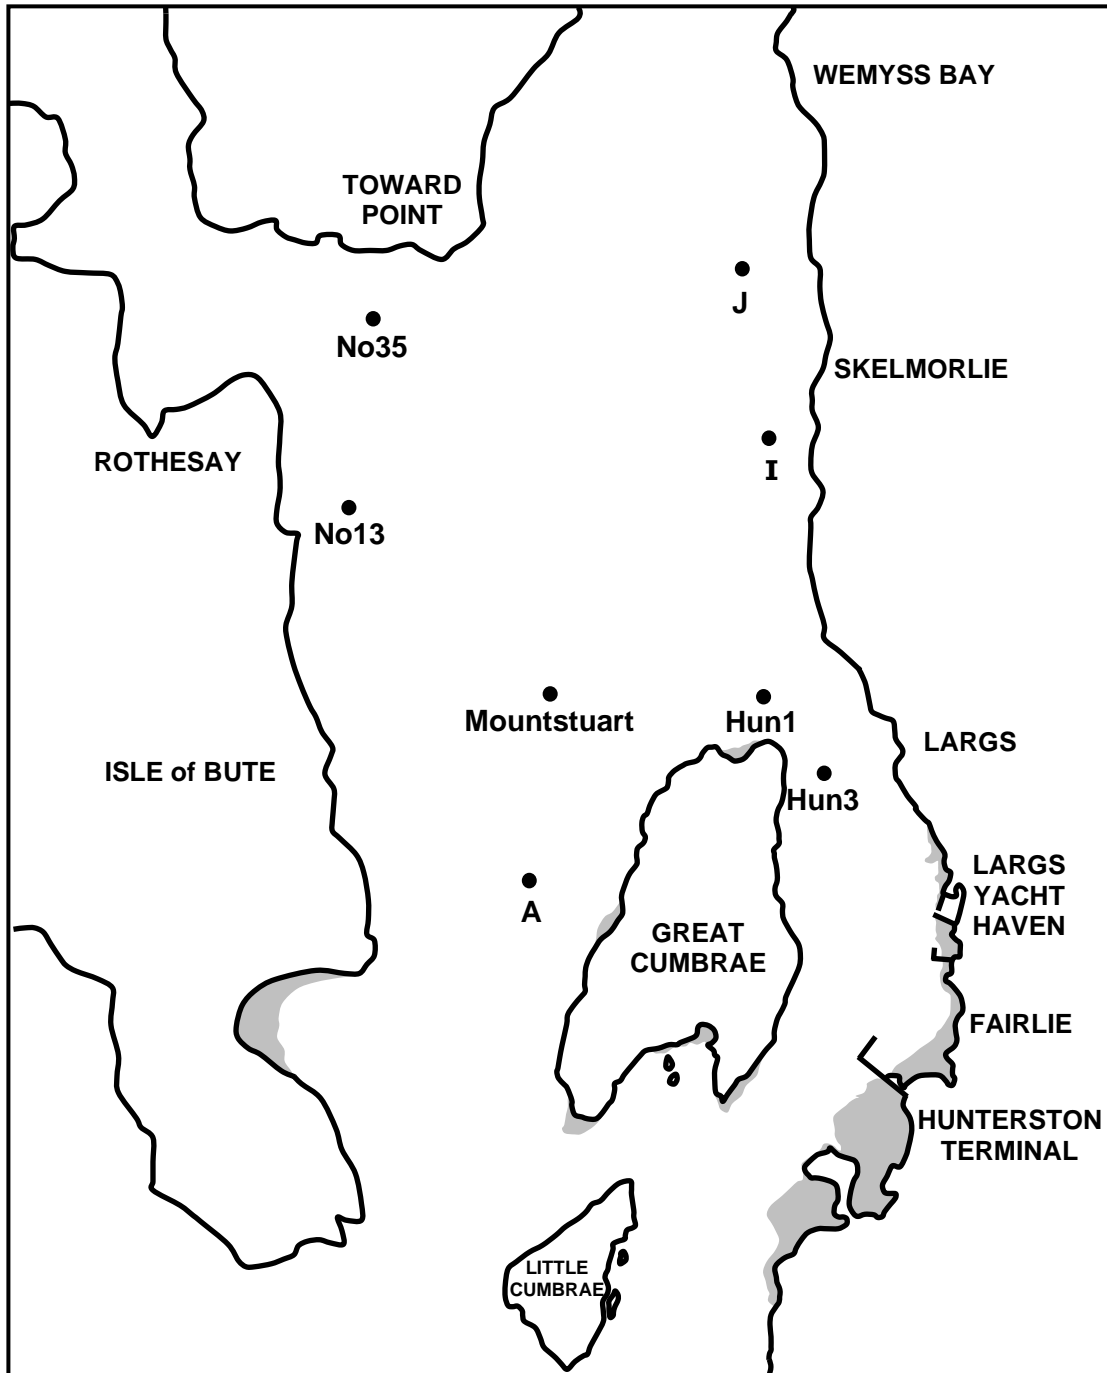 WEMYSS BAY
TOWARD
POINT
J
No35
SKELMORLIE
I
ROTHESAY
No13
Mountstuart
Hun1
LARGS
ISLE of BUTE
Hun3
LARGS
YACHT
HAVEN
A
GREAT
CUMBRAE
FAIRLIE
HUNTERSTON
TERMINAL
LITTLE
CUMBRAE